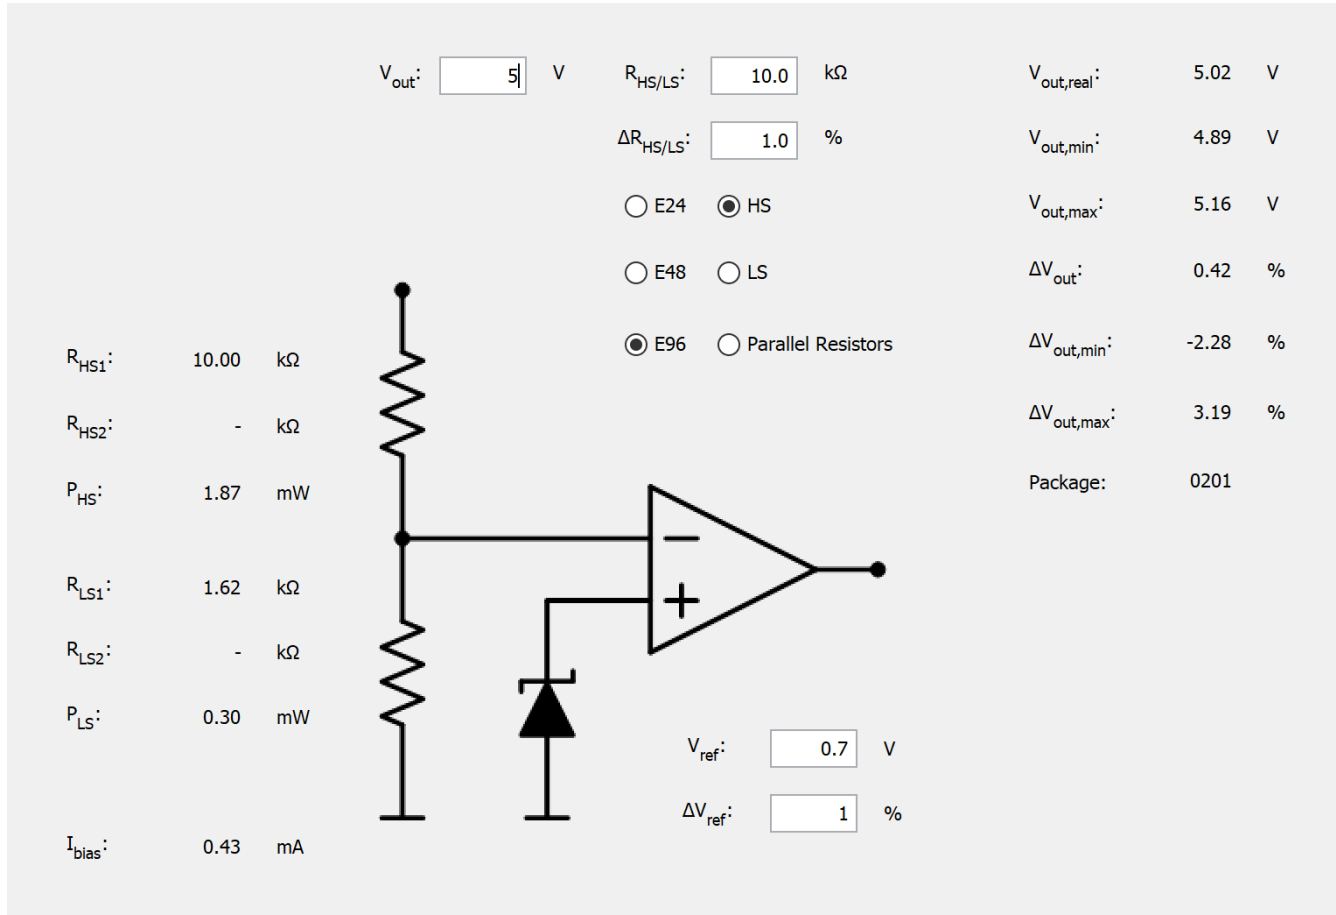 Vout: 5 V RHS/LS: 10.0 kΩ Vout,real: 5.02 V
ΔRHS/LS: 1.0 % Vout,min: 4.89 V
E24 HS Vout,max: 5.16 V
E48 LS ΔVout: 0.42 %
RHS1: 10.00 kΩ E96 Parallel Resistors ΔVout,min: -2.28 %
RHS2: - kΩ ΔVout,max: 3.19 %
PHS: 1.87 mW Package: 0201
RLS1: 1.62 kΩ
RLS2: - kΩ
PLS: 0.30 mW
Vref: 0.7 V
ΔVref: 1 %
Ibias: 0.43 mA